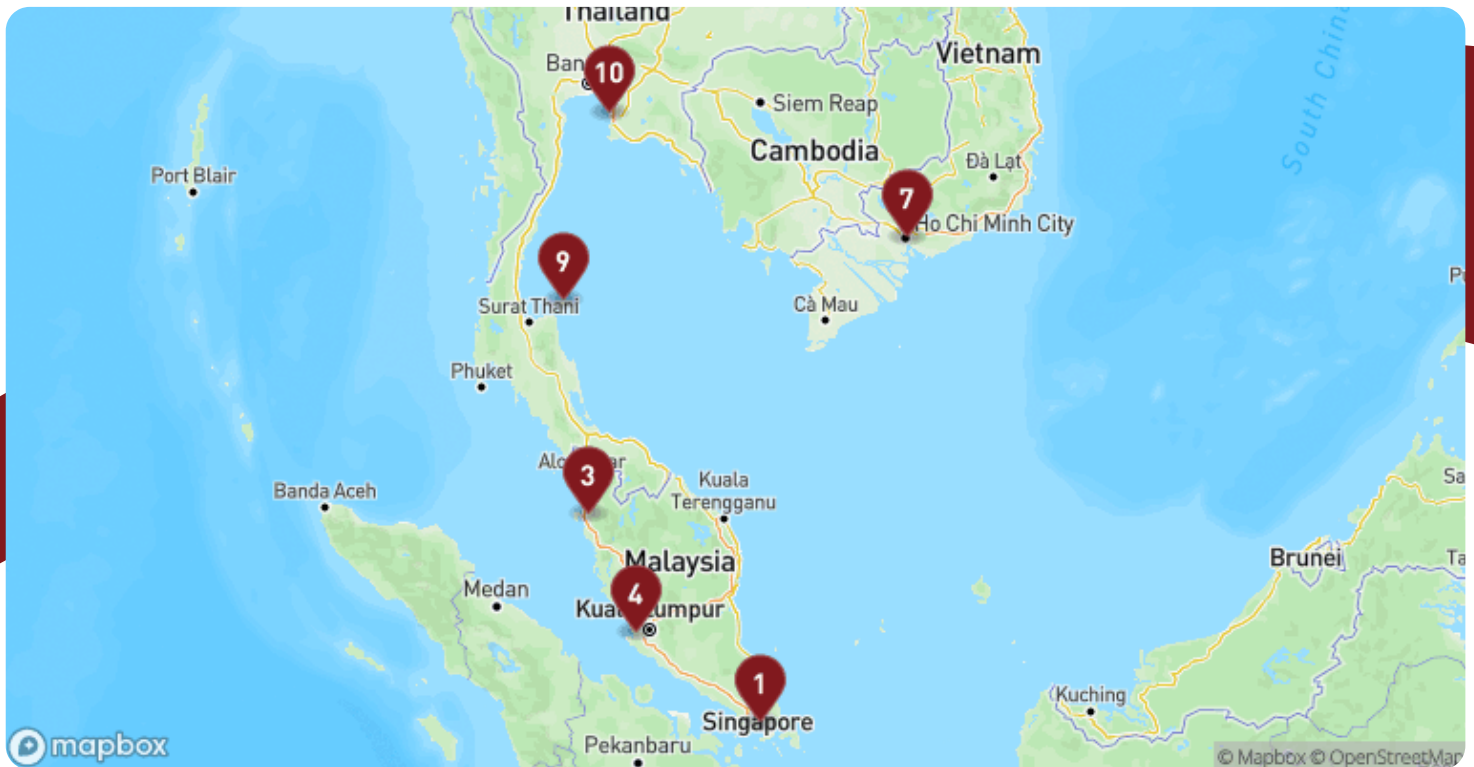 Thailand
Vietnam
South China
10
Siem Reap
Cambodia
Đà Lạt
Port Blair
7
Ho Chi Minh City
9
Surat Thani
Cà Mau
Phuket
3
Kuala
Terengganu
Banda Aceh
Malaysia
Brunei
Medan
4
1
Kuching
Singapore
Pekanbaru
mapbox
© Mapbox © OpenStreetMap